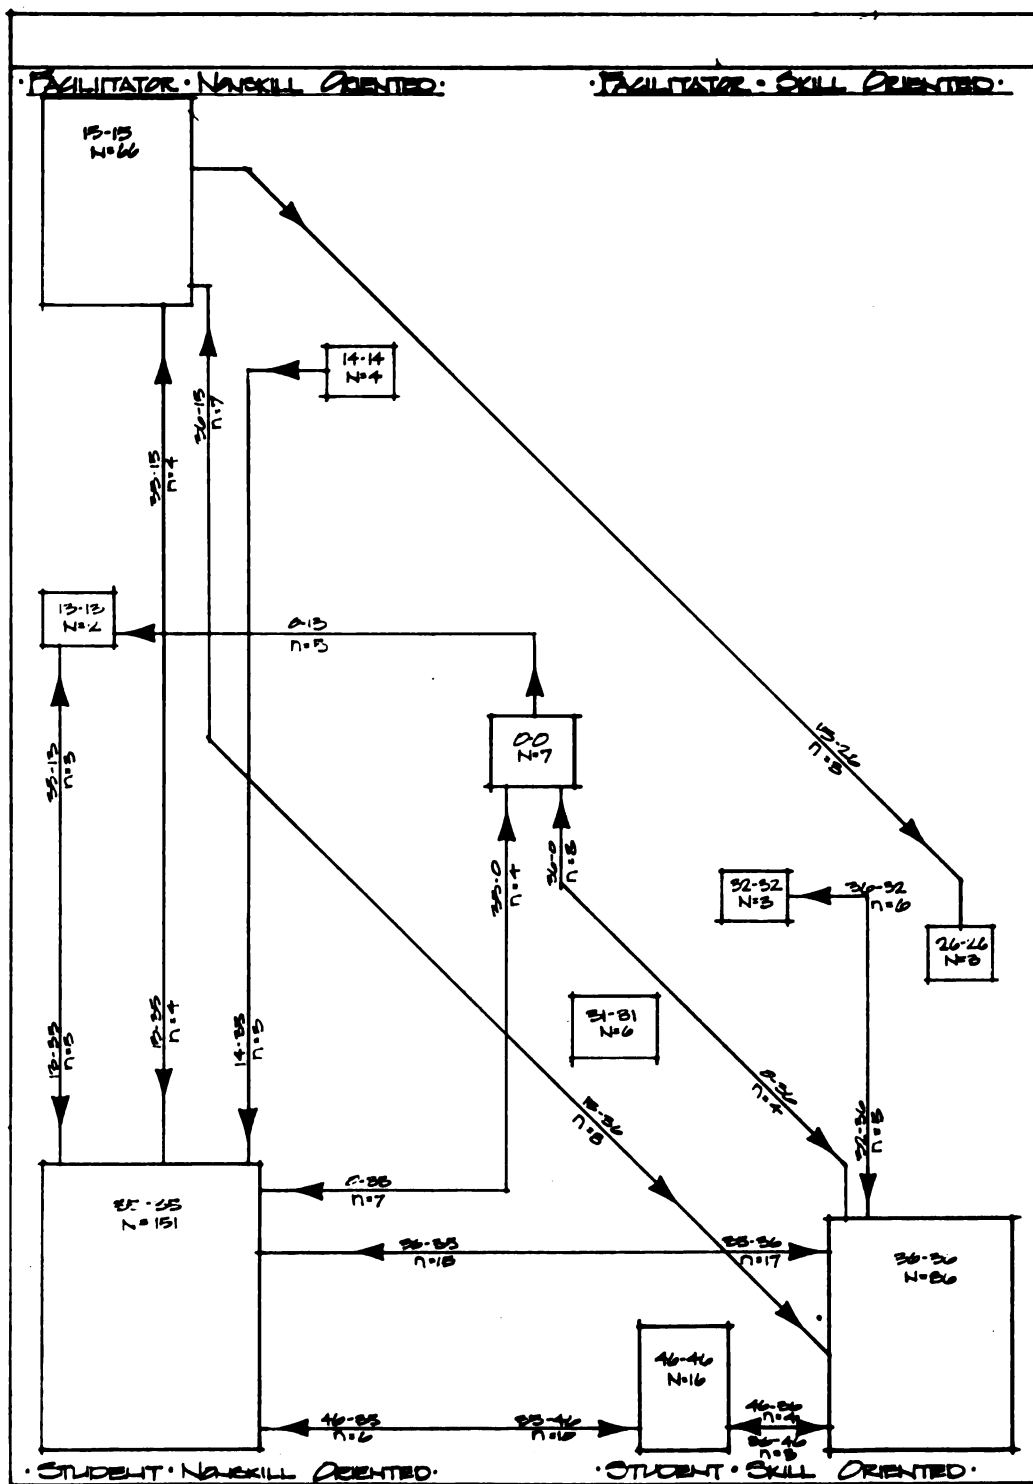 ·FACILITATOR·NONSKILL ORIENTED·
·FACILITATOR·SKILL ORIENTED·
15-15
N=66
14-14
N=4
36-15
n=7
35-15
n=4
13-13
N=2
0-13
n=5
0-0
N=7
15-26
n=3
35-13
n=3
35-0
n=4
36-0
n=3
32-32
N=3
36-32
n=6
26-26
N=3
31-31
N=6
13-35
n=5
15-35
n=4
14-35
n=3
0-36
n=4
15-36
n=8
32-36
n=5
0-35
n=7
35-35
N=151
36-35
n=18
35-36
n=17
36-36
N=86
46-46
N=16
46-35
n=6
35-46
n=10
46-36
n=4
36-46
n=3
·STUDENT·NONSKILL ORIENTED·
·STUDENT·SKILL ORIENTED·